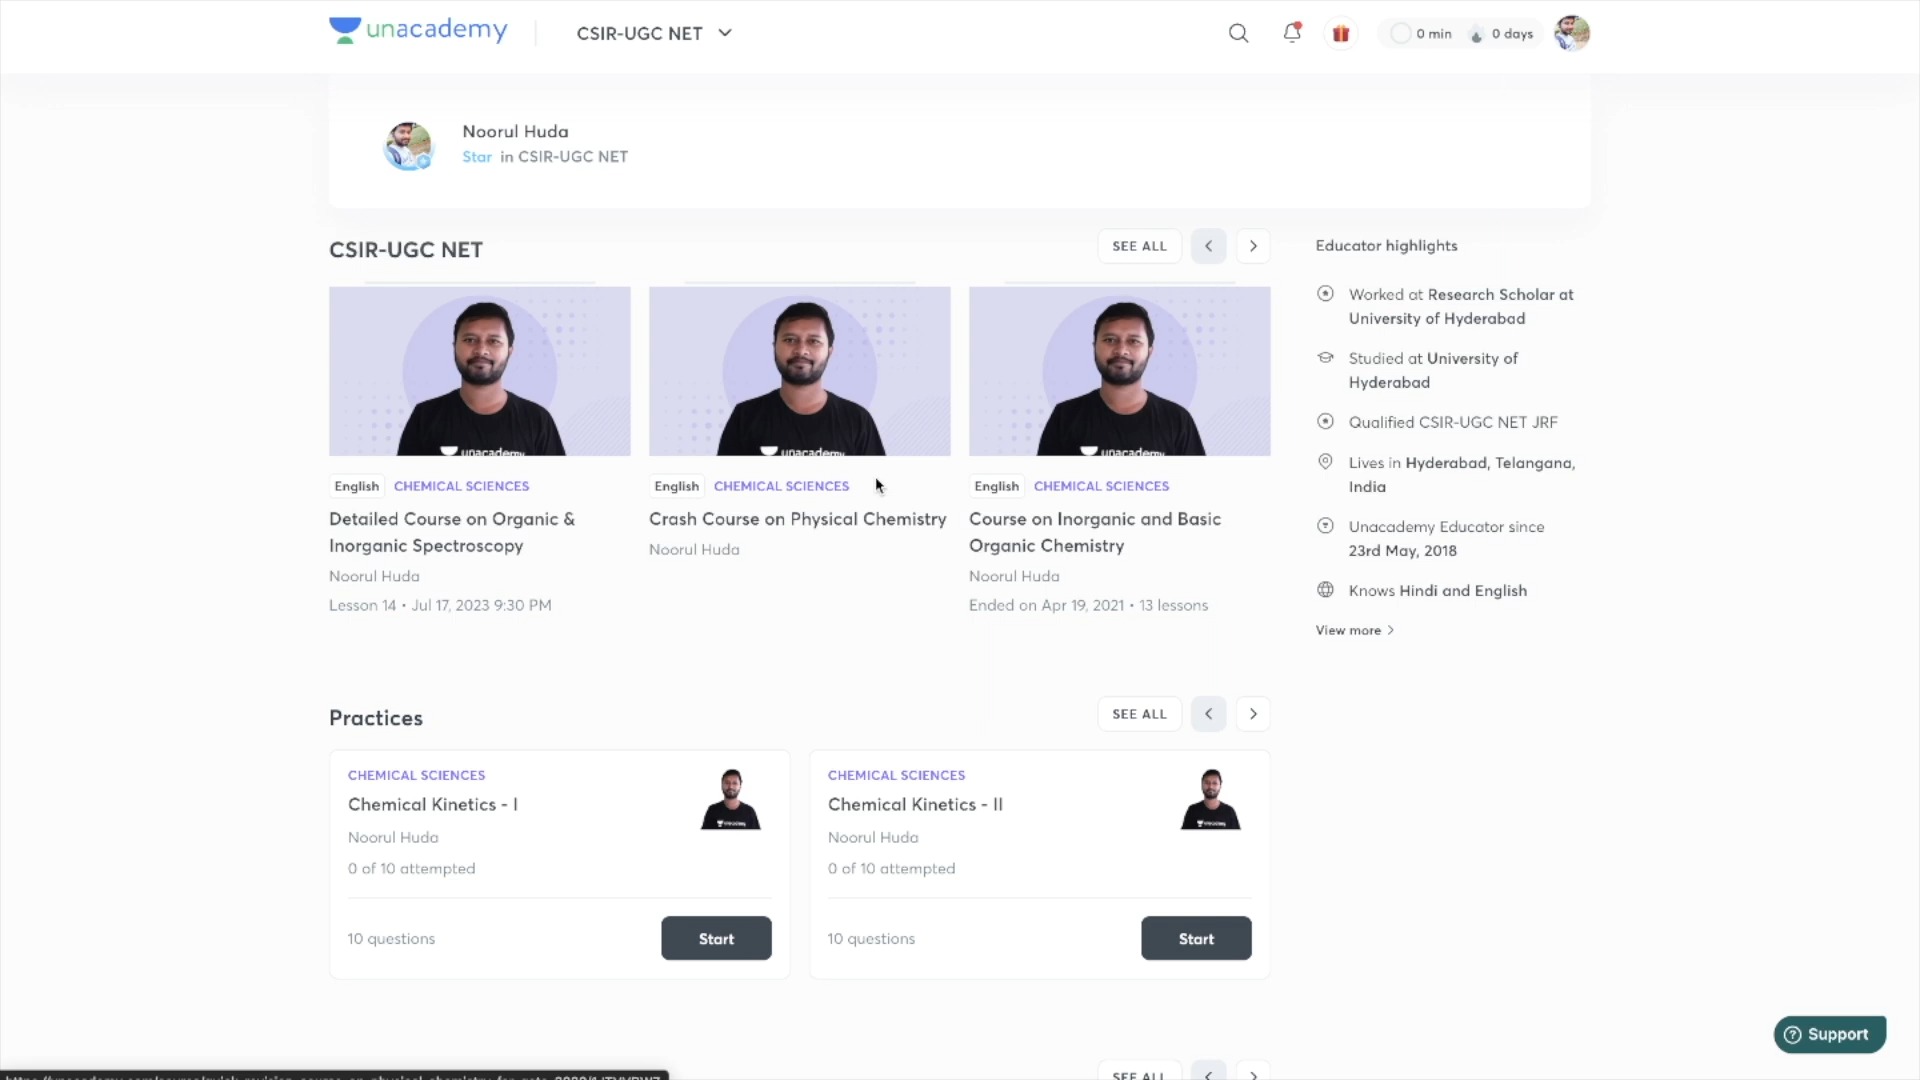 unacademy
CSIR-UGC NET
0 min
0 days
Noorul Huda
Star in CSIR-UGC NET
CSIR-UGC NET
SEE ALL
unacademy
unacademy
unacademy
English CHEMICAL SCIENCES
Detailed Course on Organic &
Inorganic Spectroscopy
Noorul Huda
Lesson 14 • Jul 17, 2023 9:30 PM
English CHEMICAL SCIENCES
Crash Course on Physical Chemistry
Noorul Huda
English CHEMICAL SCIENCES
Course on Inorganic and Basic
Organic Chemistry
Noorul Huda
Ended on Apr 19, 2021 • 13 lessons
Educator highlights
Worked at Research Scholar at
University of Hyderabad
Studied at University of
Hyderabad
Qualified CSIR-UGC NET JRF
Lives in Hyderabad, Telangana,
India
Unacademy Educator since
23rd May, 2018
Knows Hindi and English
View more
Practices
SEE ALL
CHEMICAL SCIENCES
Chemical Kinetics - I
Noorul Huda
0 of 10 attempted
10 questions
Start
CHEMICAL SCIENCES
Chemical Kinetics - II
Noorul Huda
0 of 10 attempted
10 questions
Start
Support
SEE ALL